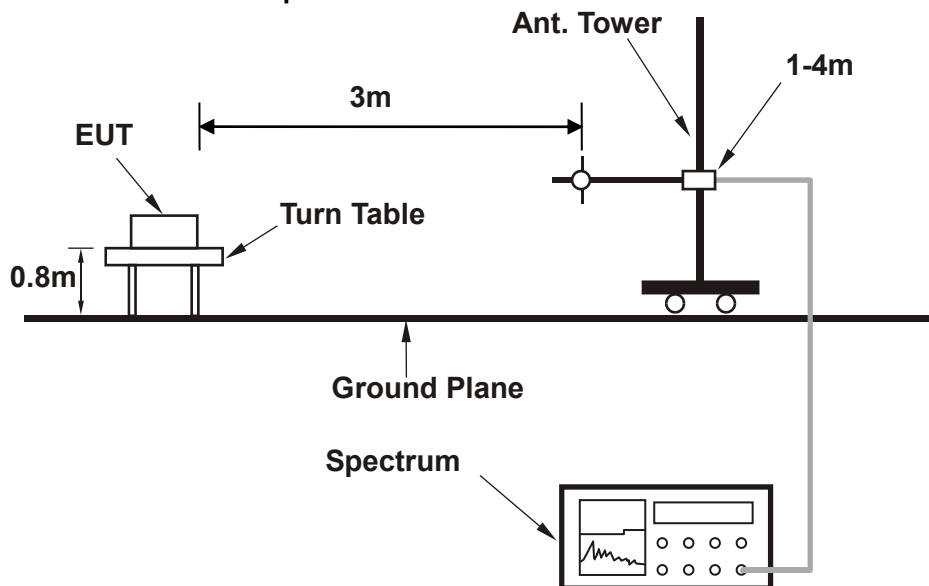 Ant. Tower
1-4m
3m
EUT
Turn Table
0.8m
Ground Plane
Spectrum